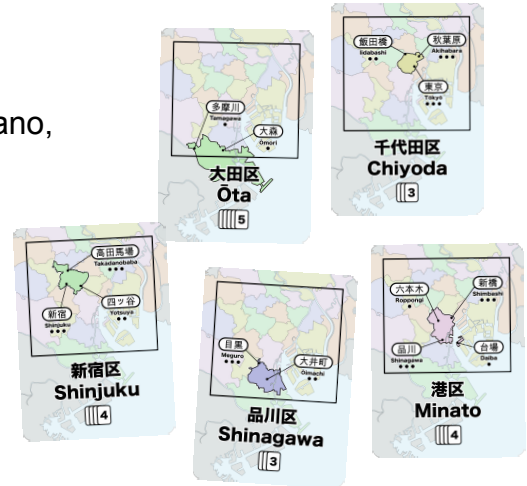 ano,
多摩川
Tamagawa
大森
Ōmori
大田区
Ōta
5
飯田橋
Iidabashi
秋葉原
Akihabara
東京
Tōkyō
千代田区
Chiyoda
3
高田馬場
Takadanobaba
四ッ谷
Yotsuya
新宿
Shinjuku
新宿区
Shinjuku
4
目黒
Meguro
大井町
Ōimachi
品川区
Shinagawa
3
六本木
Roppongi
新橋
Shimbashi
品川
Shinagawa
台場
Daiba
港区
Minato
4